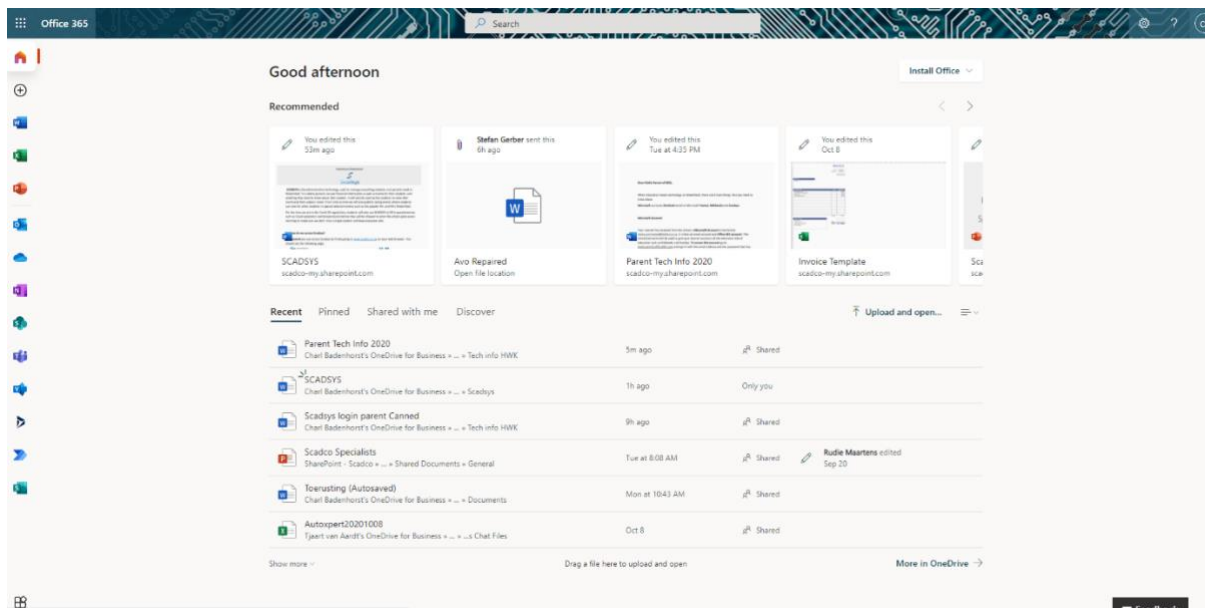 Office 365
Search
Good afternoon
Install Office
Recommended
You edited this
53m ago
SCADSYS
scadco-my.sharepoint.com
Stefan Gerber sent this
6h ago
Avo Repaired
Open file location
You edited this
Tue at 4:35 PM
Parent Tech Info 2020
scadco-my.sharepoint.com
You edited this
Oct 8
Invoice Template
scadco-my.sharepoint.com
Recent Pinned Shared with me Discover
Upload and open...
Parent Tech Info 2020
Charl Badenhorst's OneDrive for Business » ... » Tech info HWK
5m ago
Shared
SCADSYS
Charl Badenhorst's OneDrive for Business » ... » Scadsys
1h ago
Only you
Scadsys login parent Canned
Charl Badenhorst's OneDrive for Business » ... » Tech info HWK
9h ago
Shared
Scadco Specialists
SharePoint - Scadco » ... » Shared Documents » General
Tue at 8:08 AM
Shared
Rudie Maartens edited
Sep 20
Toerusting (Autosaved)
Charl Badenhorst's OneDrive for Business » ... » Documents
Mon at 10:43 AM
Shared
Autoxpert20201008
Tjaert van Aardt's OneDrive for Business » ... » ...s Chat Files
Oct 8
Shared
Show more
Drag a file here to upload and open
More in OneDrive